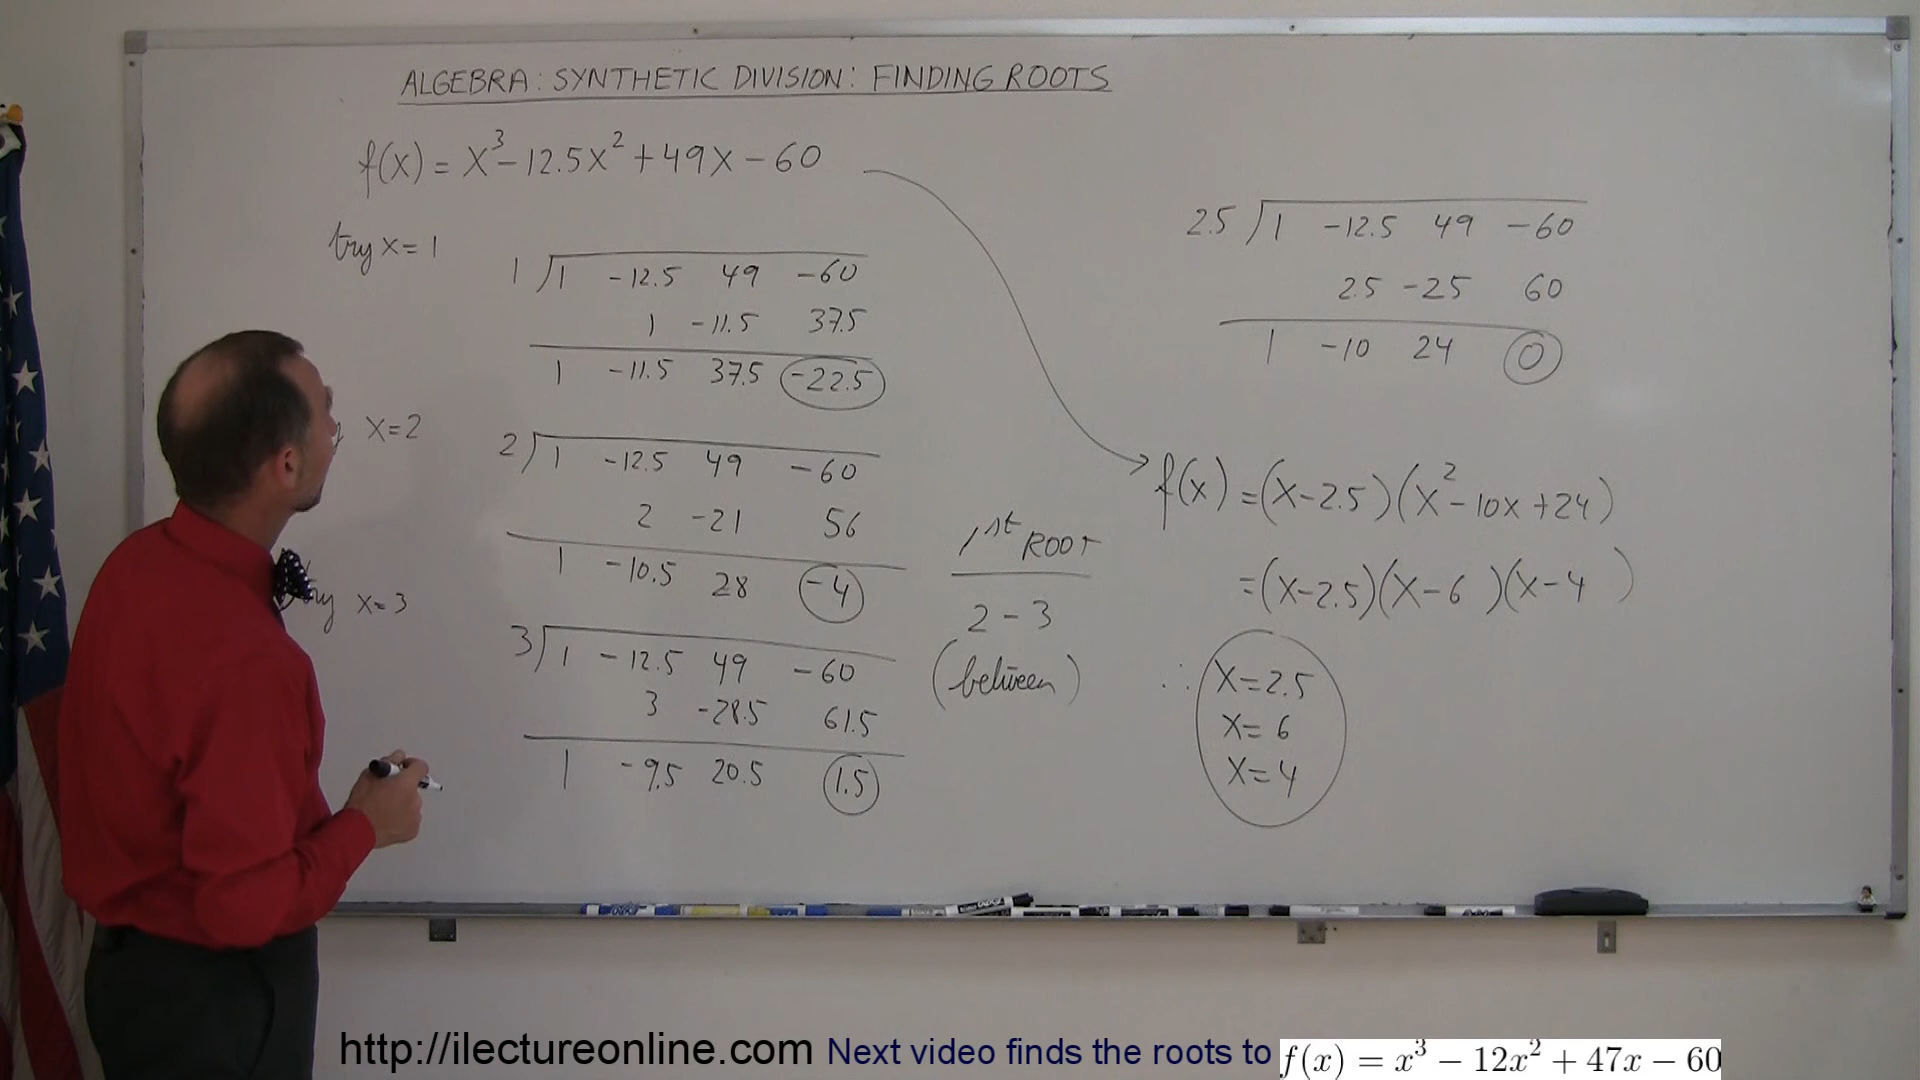 ALGEBRA: SYNTHETIC DIVISION: FINDING ROOTS
f(x) = x³ - 12.5x² + 49x - 60
try x = 1
1 ) 1 -12.5 49 -60
1 -11.5 37.5
1 -11.5 37.5 -22.5
x=2
2 ) 1 -12.5 49 -60
2 -21 56
1 -10.5 28 -4
try x=3
3 ) 1 -12.5 49 -60
3 -28.5 61.5
1 -9.5 20.5 1.5
1st ROOT
2 - 3
(between)
2.5 ) 1 -12.5 49 -60
2.5 -25 60
1 -10 24 0
f(x) = (x-2.5)(x²-10x+24)
= (x-2.5)(x-6)(x-4)
∴ x=2.5
x=6
x=4
http://ilectureonline.com Next video finds the roots to f(x) = x³ − 12x² + 47x − 60